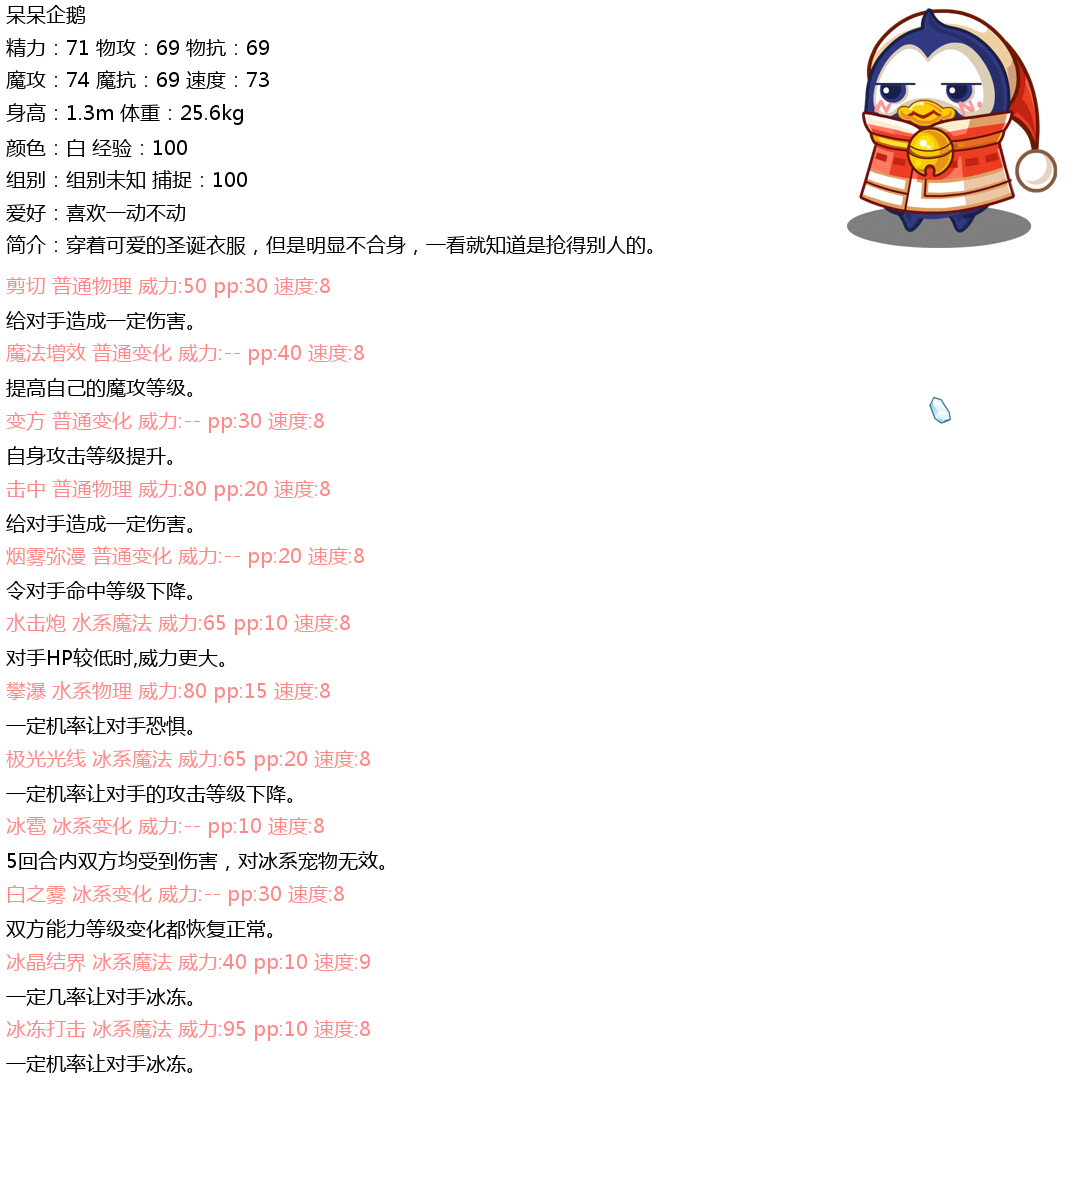 呆呆企鹅
精力：71 物攻：69 物抗：69
魔攻：74 魔抗：69 速度：73
身高：1.3m 体重：25.6kg
颜色：白 经验：100
组别：组别未知 捕捉：100
爱好：喜欢一动不动
简介：穿着可爱的圣诞衣服，但是明显不合身，一看就知道是抢得别人的。
剪切 普通物理 威力:50 pp:30 速度:8
给对手造成一定伤害。
魔法增效 普通变化 威力:-- pp:40 速度:8
提高自己的魔攻等级。
变方 普通变化 威力:-- pp:30 速度:8
自身攻击等级提升。
击中 普通物理 威力:80 pp:20 速度:8
给对手造成一定伤害。
烟雾弥漫 普通变化 威力:-- pp:20 速度:8
令对手命中等级下降。
水击炮 水系魔法 威力:65 pp:10 速度:8
对手HP较低时,威力更大。
攀瀑 水系物理 威力:80 pp:15 速度:8
一定机率让对手恐惧。
极光光线 冰系魔法 威力:65 pp:20 速度:8
一定机率让对手的攻击等级下降。
冰雹 冰系变化 威力:-- pp:10 速度:8
5回合内双方均受到伤害，对冰系宠物无效。
白之雾 冰系变化 威力:-- pp:30 速度:8
双方能力等级变化都恢复正常。
冰晶结界 冰系魔法 威力:40 pp:10 速度:9
一定几率让对手冰冻。
冰冻打击 冰系魔法 威力:95 pp:10 速度:8
一定机率让对手冰冻。